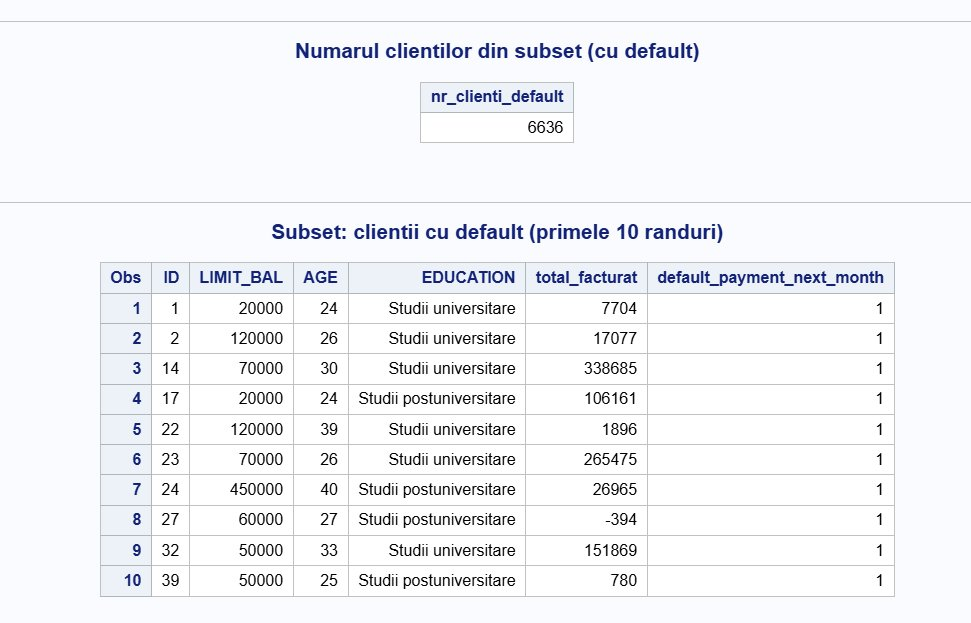 Numarul clientilor din subset (cu default)
nr_clienti_default
6636
Subset: clientii cu default (primele 10 randuri)
Obs ID LIMIT_BAL AGE EDUCATION total_facturat default_payment_next_month
1 1 20000 24 Studii universitare 7704 1
2 2 120000 26 Studii universitare 17077 1
3 14 70000 30 Studii universitare 338685 1
4 17 20000 24 Studii postuniversitare 106161 1
5 22 120000 39 Studii universitare 1896 1
6 23 70000 26 Studii universitare 265475 1
7 24 450000 40 Studii postuniversitare 26965 1
8 27 60000 27 Studii postuniversitare -394 1
9 32 50000 33 Studii universitare 151869 1
10 39 50000 25 Studii postuniversitare 780 1